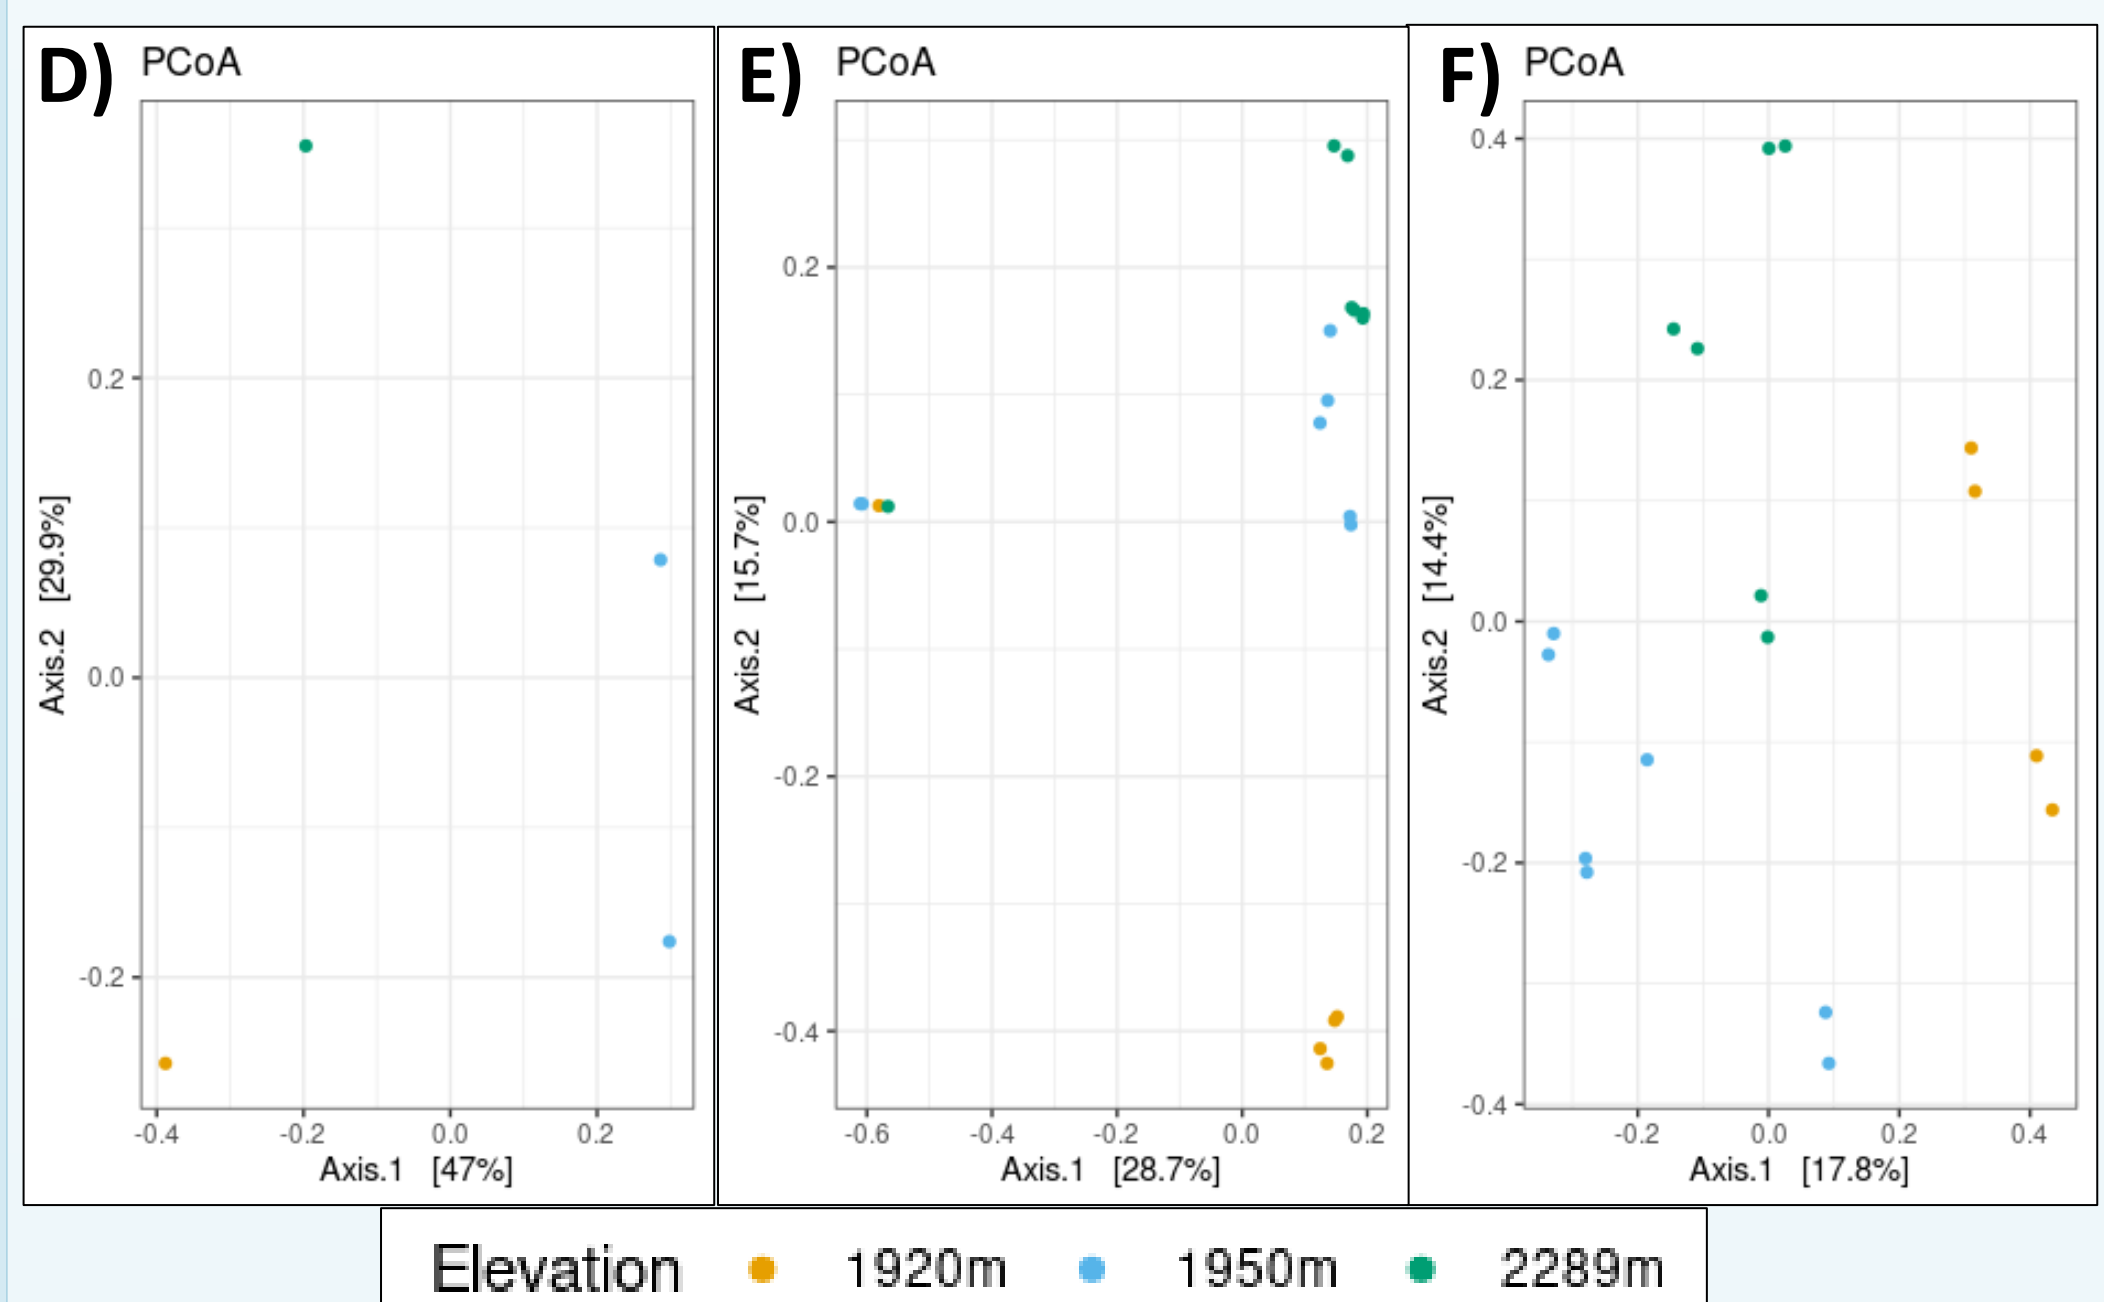 D) PCoA
0.2
0.0
-0.2
-0.4 -0.2 0.0 0.2
Axis.1 [47%]
Axis.2 [29.9%]
E) PCoA
0.2
0.0
-0.2
-0.4
-0.6 -0.4 -0.2 0.0 0.2
Axis.1 [28.7%]
Axis.2 [15.7%]
F) PCoA
0.4
0.2
0.0
-0.2
-0.4
-0.2 0.0 0.2 0.4
Axis.1 [17.8%]
Axis.2 [14.4%]
Elevation 1920m 1950m 2289m